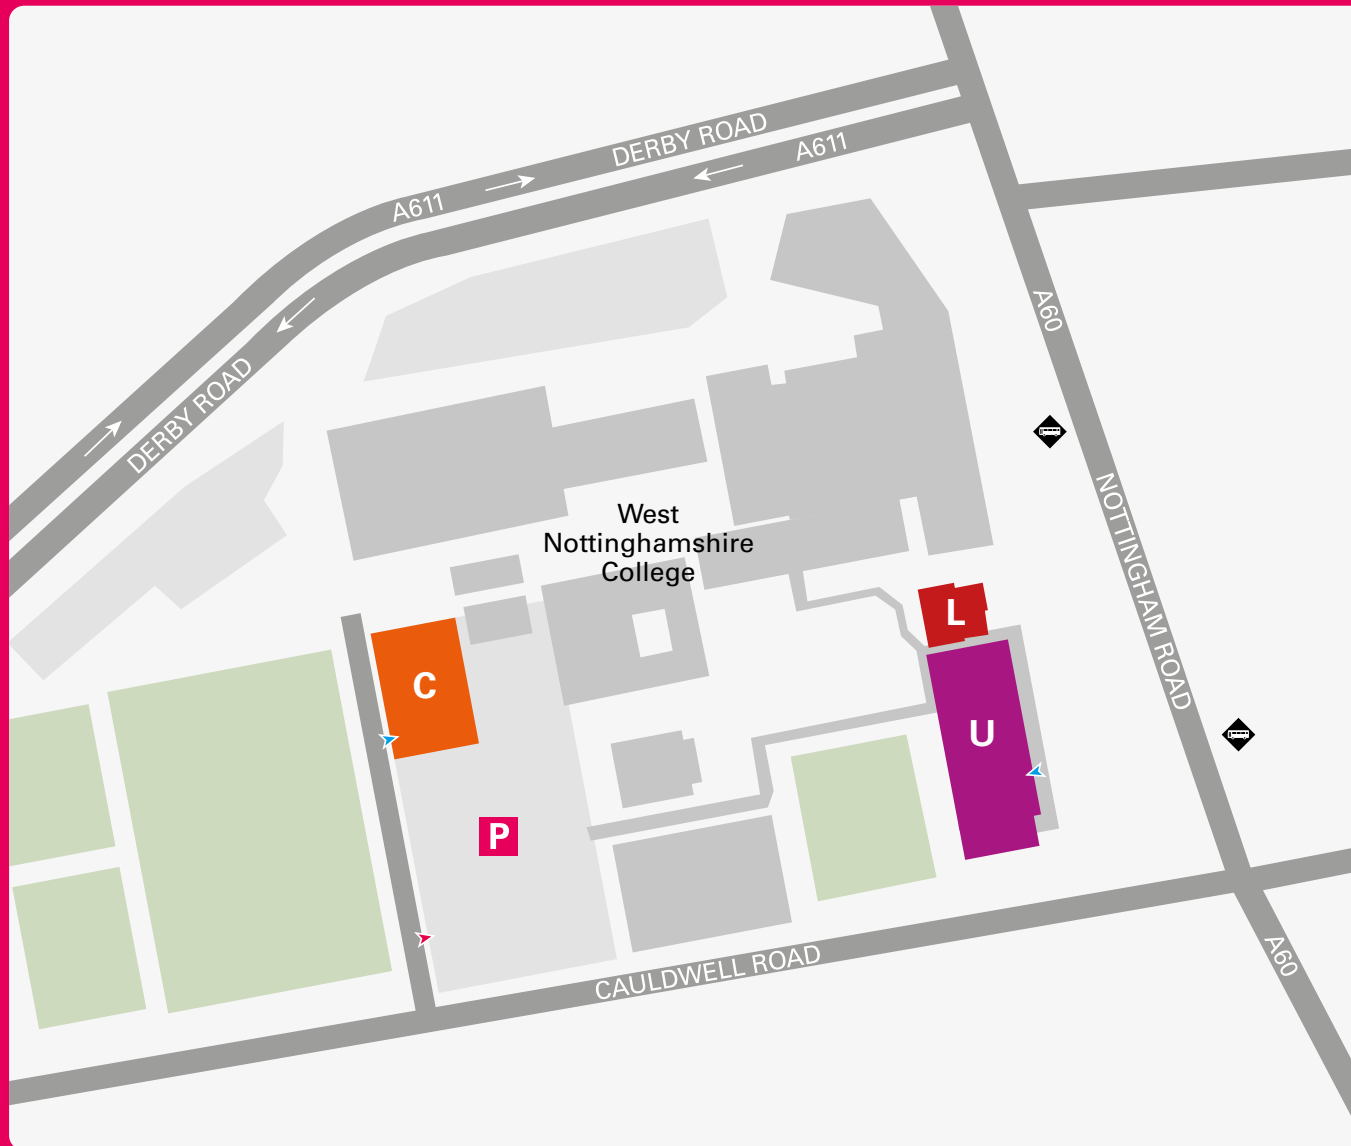 DERBY ROAD
A611
A611
DERBY ROAD
A60
NOTTINGHAM ROAD
West
Nottinghamshire
College
L
C
U
P
CAULDWELL ROAD
A60